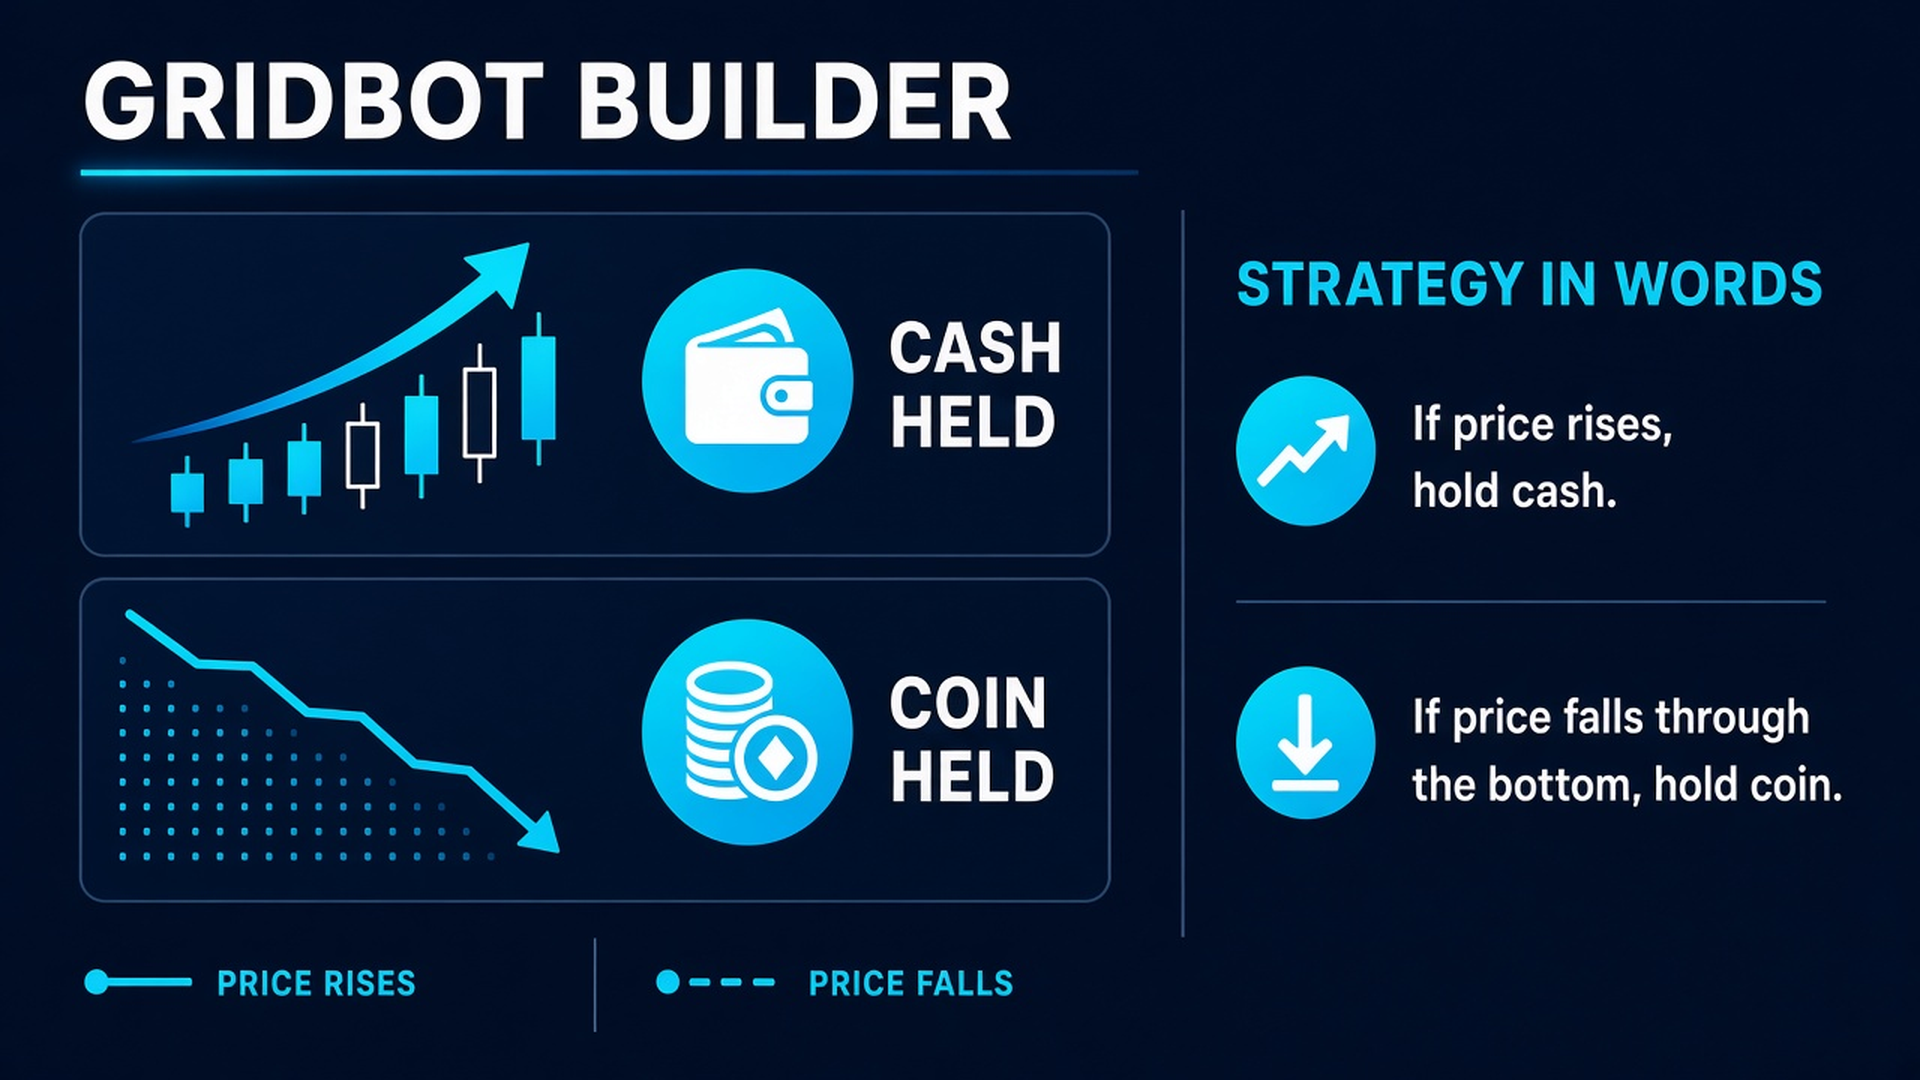 GRIDBOT BUILDER
CASH
HELD
COIN
HELD
PRICE RISES
PRICE FALLS
STRATEGY IN WORDS
If price rises,
hold cash.
If price falls through
the bottom, hold coin.